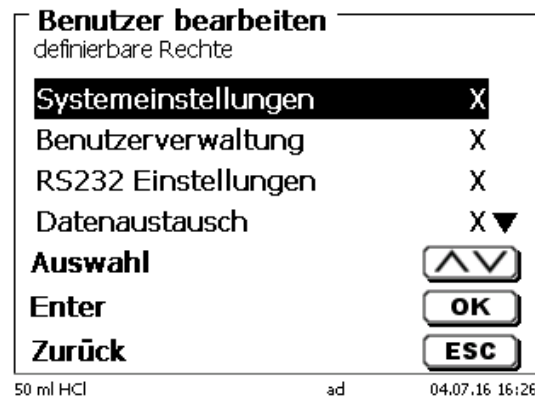 Benutzer bearbeiten
definierbare Rechte
Systemeinstellungen X
Benutzerverwaltung X
RS232 Einstellungen X
Datenaustausch X
Auswahl
Enter OK
Zurück ESC
50 ml HCl ad 04.07.16 16:26